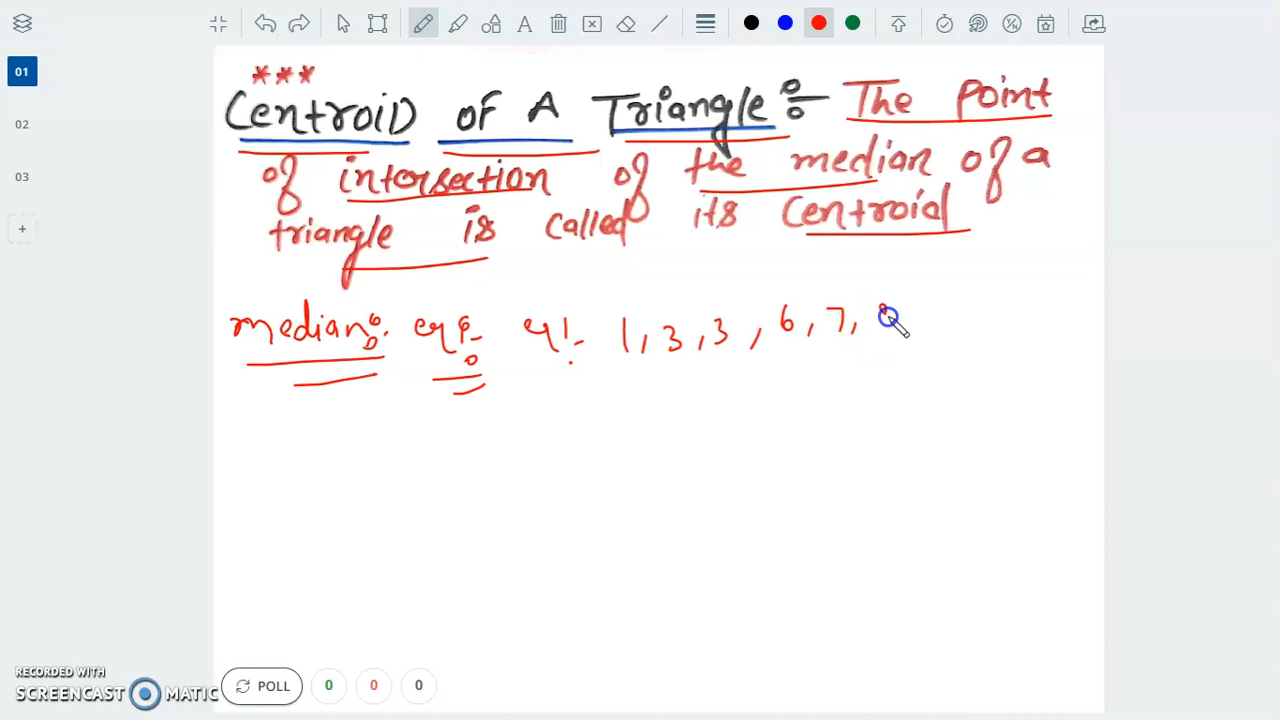 01
02
03
***
CentroiD of A Triangle :- The Point
of intersection of the median of a
triangle is called its Centroid
median: eg:- eg!- 1, 3, 3, 6, 7,
RECORDED WITH
SCREENCAST MATIC
POLL 0 0 0